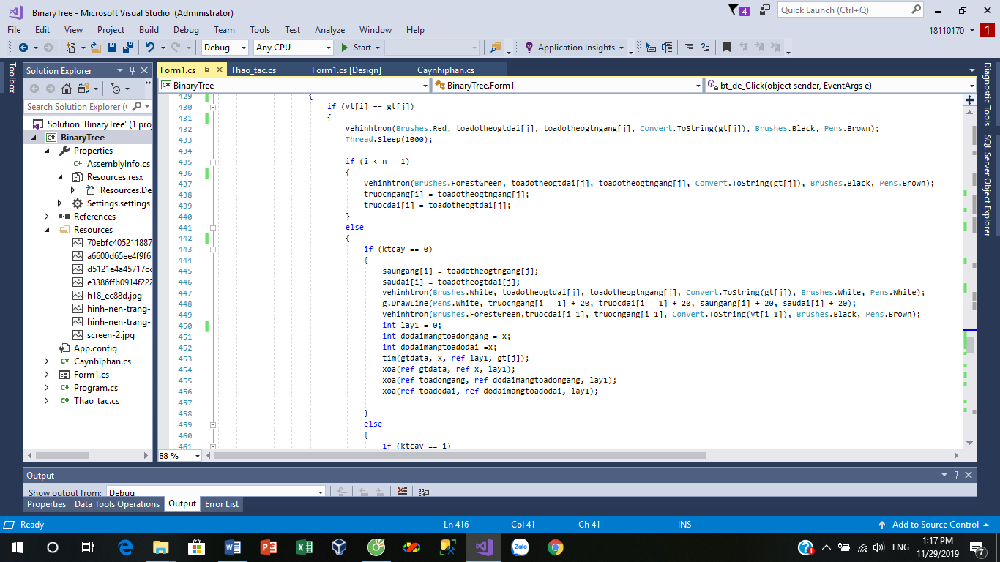 BinaryTree - Microsoft Visual Studio (Administrator)
4
Quick Launch (Ctrl+Q)
File Edit View Project Build Debug Team Tools Test Analyze Window Help
18110170
1
Debug Any CPU Start Application Insights
Toolbox
Solution Explorer
Search Solution Explorer (
Solution 'BinaryTree' (1 proj
BinaryTree
Properties
AssemblyInfo.cs
Resources.resx
Resources.De
Settings.settings
References
Resources
70ebfc405211887
a6600d65ee4f9f6
d5121e4a45717cc
e3386ffb0914f222
h18_ec88d.jpg
hinh-nen-trang-
hinh-nen-trang-
screen-2.jpg
App.config
Caynhiphan.cs
Form1.cs
Program.cs
Thao_tac.cs
Form1.cs Thao_tac.cs Form1.cs [Design] Caynhiphan.cs
BinaryTree BinaryTree.Form1 bt_de_Click(object sender, EventArgs e)
429 {
430 if (vt[i] == gt[j])
431 {
432 vehinhtron(Brushes.Red, toadotheogtdai[j], toadotheogtngang[j], Convert.ToString(gt[j]), Brushes.Black, Pens.Brown);
433 Thread.Sleep(1000);
434
435 if (i < n - 1)
436 {
437 vehinhtron(Brushes.ForestGreen, toadotheogtdai[j], toadotheogtngang[j], Convert.ToString(gt[j]), Brushes.Black, Pens.Brown);
438 truocngang[i] = toadotheogtngang[j];
439 truocdai[i] = toadotheogtdai[j];
440 }
441 else
442 {
443 if (ktcay == 0)
444 {
445 saungang[i] = toadotheogtngang[j];
446 saudai[i] = toadotheogtdai[j];
447 vehinhtron(Brushes.White, toadotheogtdai[j], toadotheogtngang[j], Convert.ToString(gt[j]), Brushes.White, Pens.White);
448 g.DrawLine(Pens.White, truocngang[i - 1] + 20, truocdai[i - 1] + 20, saungang[i] + 20, saudai[i] + 20);
449 vehinhtron(Brushes.ForestGreen,truocdai[i-1], truocngang[i-1], Convert.ToString(vt[i-1]), Brushes.Black, Pens.Brown);
450 int lay1 = 0;
451 int dodaimangtoadongang = x;
452 int dodaimangtoadodai =x;
453 tim(gtdata, x, ref lay1, gt[j]);
454 xoa(ref gtdata, ref x, lay1);
455 xoa(ref toadongang, ref dodaimangtoadongang, lay1);
456 xoa(ref toadodai, ref dodaimangtoadodai, lay1);
457
458 }
459 else
460 {
461 if (ktcay == 1)
88 %
Diagnostic Tools
SQL Server Object Explorer
Output
Show output from: Debug
Properties Data Tools Operations Output Error List
Ready Ln 416 Col 41 Ch 41 INS Add to Source Control
Zalo
ENG
1:17 PM
11/29/2019
7